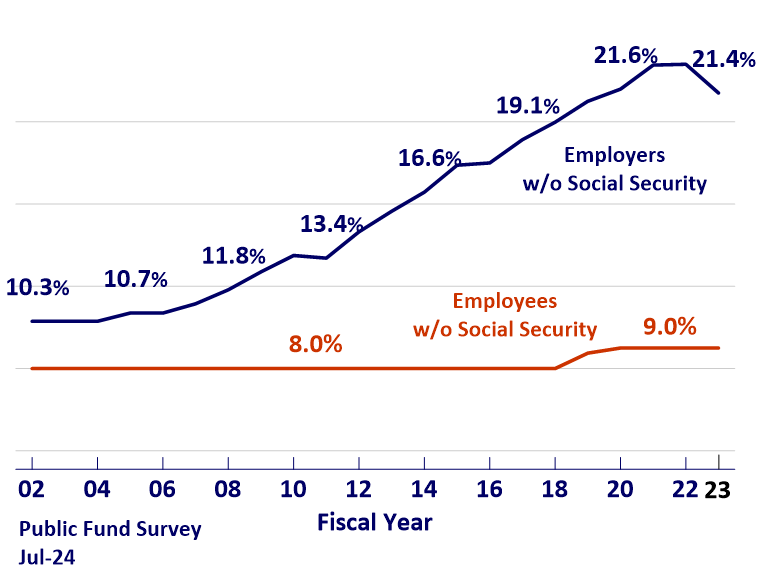 21.6%
21.4%
19.1%
16.6%
Employers
w/o Social Security
13.4%
11.8%
10.7%
10.3%
Employees
w/o Social Security
9.0%
8.0%
02 04 06 08 10 12 14 16 18 20 22 23
Fiscal Year
Public Fund Survey
Jul-24